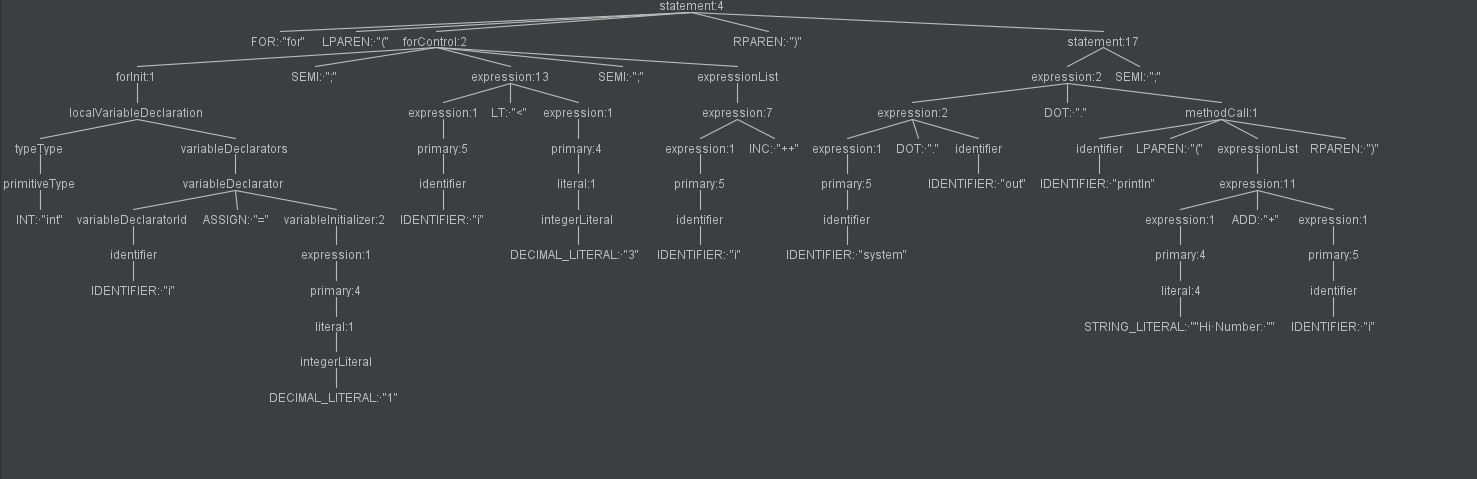 statement:4
FOR:·"for" LPAREN:·"(" forControl:2 RPAREN:·")" statement:17
forInit:1 SEMI:·";" expression:13 SEMI:·";" expressionList expression:2 SEMI:·";"
localVariableDeclaration expression:1 LT:·"<" expression:1 expression:7 expression:2 DOT:·"." methodCall:1
typeType variableDeclarators primary:5 primary:4 expression:1 INC:·"++" expression:1 DOT:·"." identifier identifier LPAREN:·"(" expressionList RPAREN:·")"
primitiveType variableDeclarator identifier literal:1 primary:5 primary:5 IDENTIFIER:·"out" IDENTIFIER:·"println" expression:11
INT:·"int" variableDeclaratorId ASSIGN:·"=" variableInitializer:2 IDENTIFIER:·"i" integerLiteral identifier identifier expression:1 ADD:·"+" expression:1
identifier expression:1 DECIMAL_LITERAL:·"3" IDENTIFIER:·"i" IDENTIFIER:·"system" primary:4 primary:5
IDENTIFIER:·"i" primary:4 literal:4 identifier
literal:1 STRING_LITERAL:·""Hi·Number:·"" IDENTIFIER:·"i"
integerLiteral
DECIMAL_LITERAL:·"1"